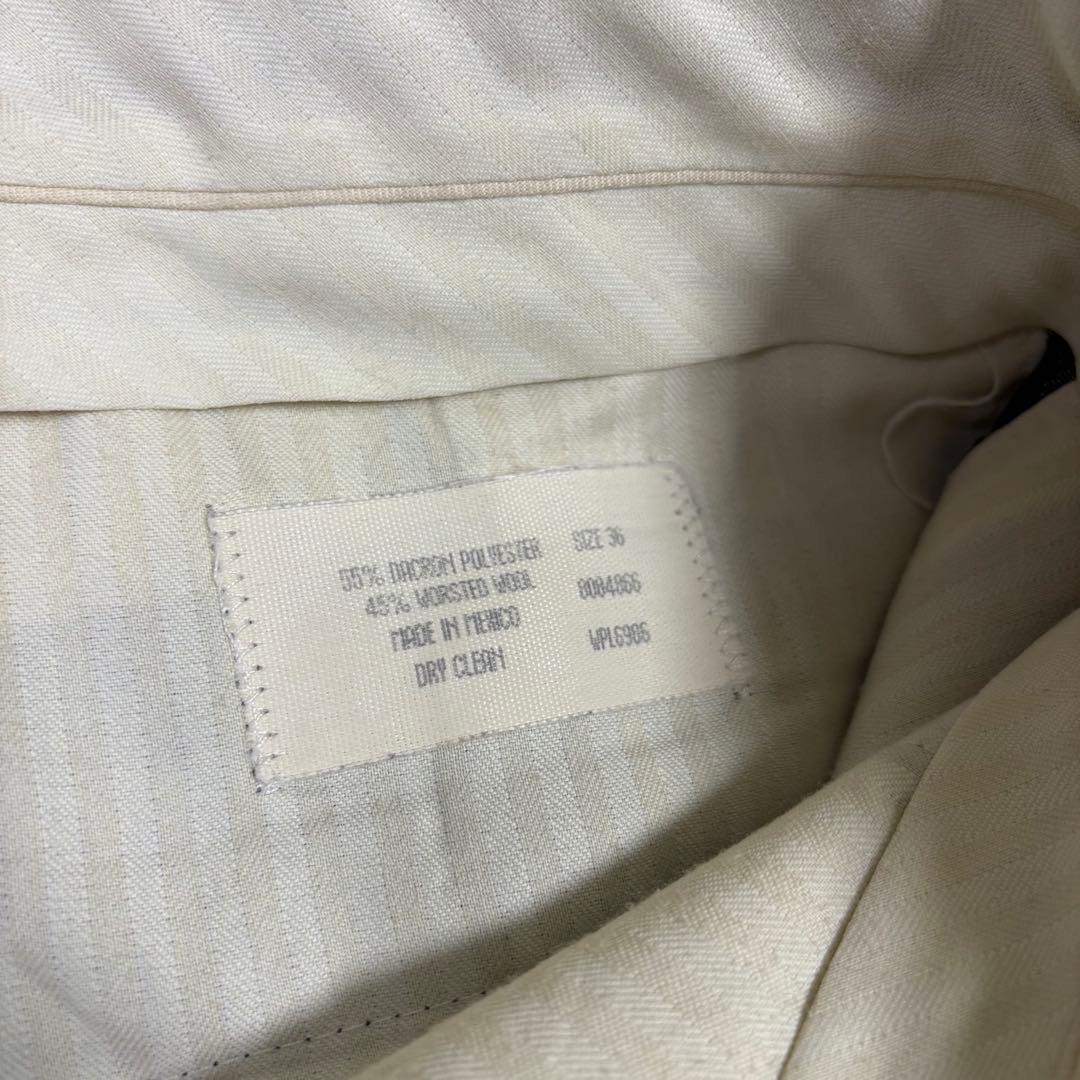 55% DACRON POLYESTER SIZE 36
45% WORSTED WOOL 8084866
MADE IN MEXICO WPL6986
DRY CLEAN